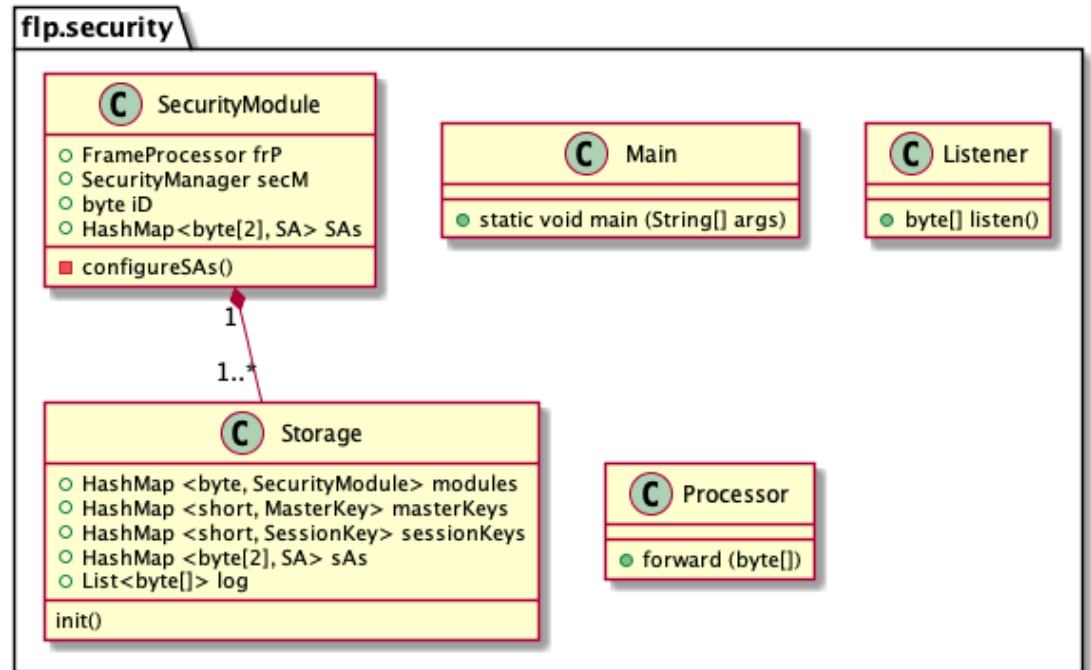 flp.security
C SecurityModule
FrameProcessor frP
SecurityManager secM
byte iD
HashMap<byte[2], SA> SAs
configureSAs()
C Main
static void main (String[] args)
C Listener
byte[] listen()
1
1..*
C Storage
HashMap <byte, SecurityModule> modules
HashMap <short, MasterKey> masterKeys
HashMap <short, SessionKey> sessionKeys
HashMap <byte[2], SA> sAs
List<byte[]> log
init()
C Processor
forward (byte[])